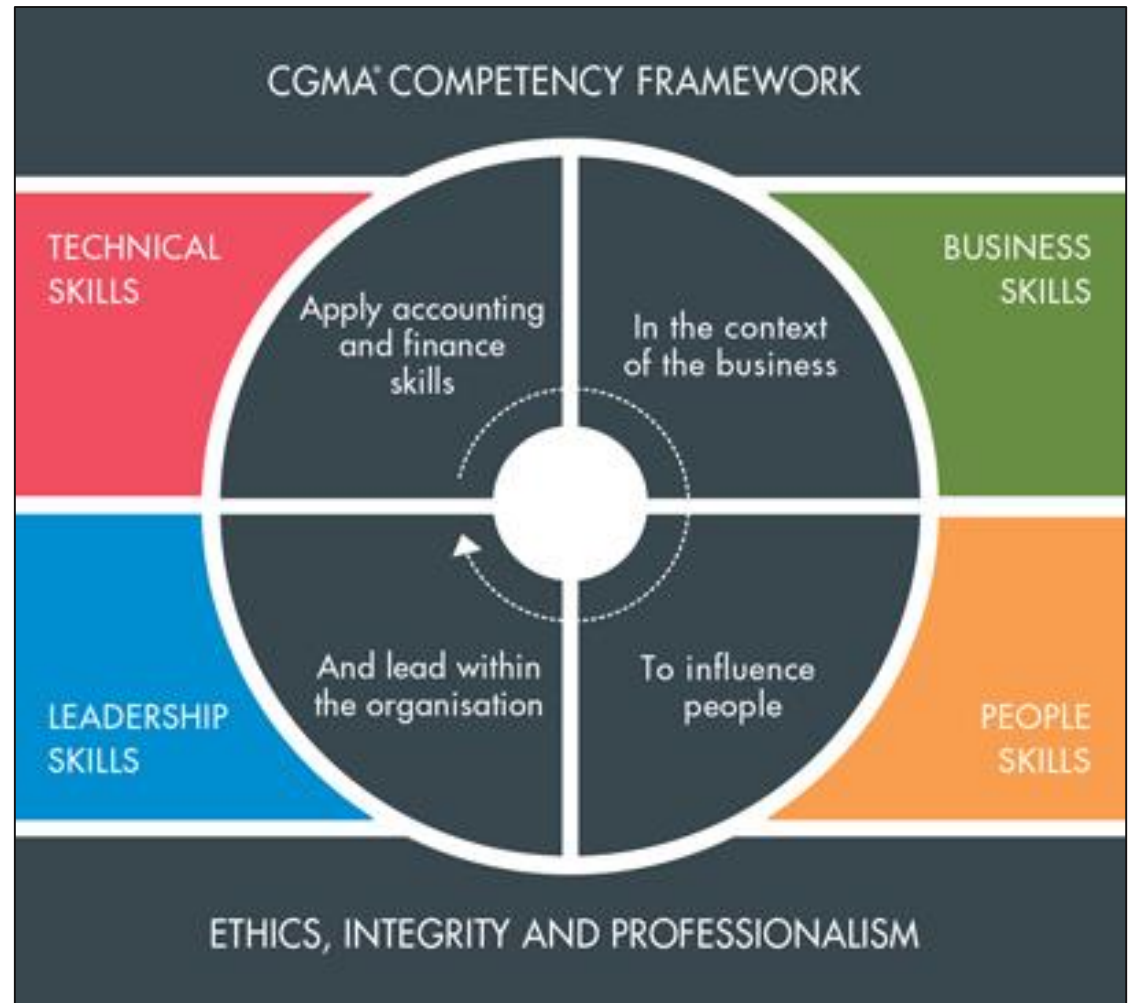 CGMA® COMPETENCY FRAMEWORK
TECHNICAL
SKILLS
BUSINESS
SKILLS
Apply accounting
and finance
skills
In the context
of the business
And lead within
the organisation
To influence
people
LEADERSHIP
SKILLS
PEOPLE
SKILLS
ETHICS, INTEGRITY AND PROFESSIONALISM